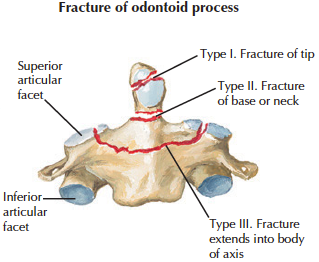 Fracture of odontoid process
Type I. Fracture of tip
Superior
articular
facet
Type II. Fracture
of base or neck
Inferior
articular
facet
Type III. Fracture
extends into body
of axis